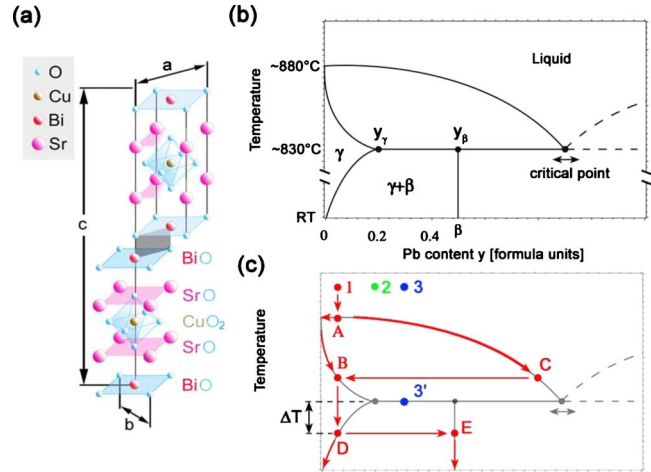 (a)
O
Cu
Bi
Sr
a
c
BiO
SrO
CuO₂
SrO
BiO
b
(b)
Temperature
~880°C
~830°C
RT
Liquid
yγ
yβ
γ
γ+β
critical point
β
0 0.2 0.4
Pb content y [formula units]
(c)
Temperature
1 2 3
A
B
C
3'
ΔT
D
E